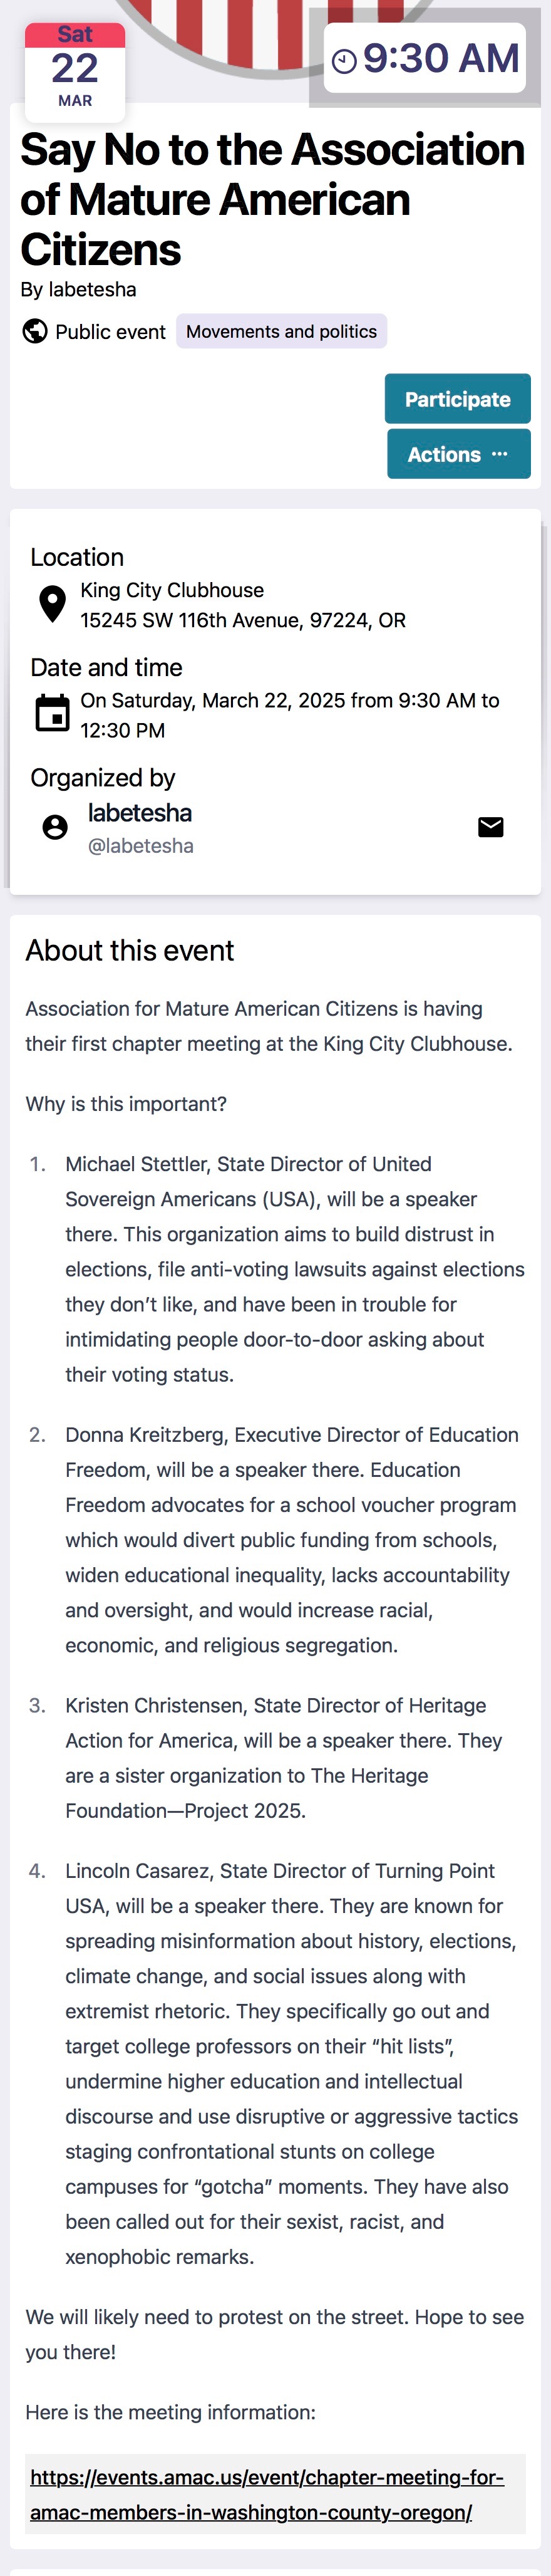 Sat
22
MAR
9:30 AM
Say No to the Association
of Mature American
Citizens
By labetesha
Public event Movements and politics
Participate
Actions ···
Location
King City Clubhouse
15245 SW 116th Avenue, 97224, OR
Date and time
On Saturday, March 22, 2025 from 9:30 AM to
12:30 PM
Organized by
labetesha
@labetesha
About this event
Association for Mature American Citizens is having
their first chapter meeting at the King City Clubhouse.
Why is this important?
1. Michael Stettler, State Director of United
Sovereign Americans (USA), will be a speaker
there. This organization aims to build distrust in
elections, file anti-voting lawsuits against elections
they don’t like, and have been in trouble for
intimidating people door-to-door asking about
their voting status.
2. Donna Kreitzberg, Executive Director of Education
Freedom, will be a speaker there. Education
Freedom advocates for a school voucher program
which would divert public funding from schools,
widen educational inequality, lacks accountability
and oversight, and would increase racial,
economic, and religious segregation.
3. Kristen Christensen, State Director of Heritage
Action for America, will be a speaker there. They
are a sister organization to The Heritage
Foundation—Project 2025.
4. Lincoln Casarez, State Director of Turning Point
USA, will be a speaker there. They are known for
spreading misinformation about history, elections,
climate change, and social issues along with
extremist rhetoric. They specifically go out and
target college professors on their “hit lists”,
undermine higher education and intellectual
discourse and use disruptive or aggressive tactics
staging confrontational stunts on college
campuses for “gotcha” moments. They have also
been called out for their sexist, racist, and
xenophobic remarks.
We will likely need to protest on the street. Hope to see
you there!
Here is the meeting information:
https://events.amac.us/event/chapter-meeting-for-
amac-members-in-washington-county-oregon/